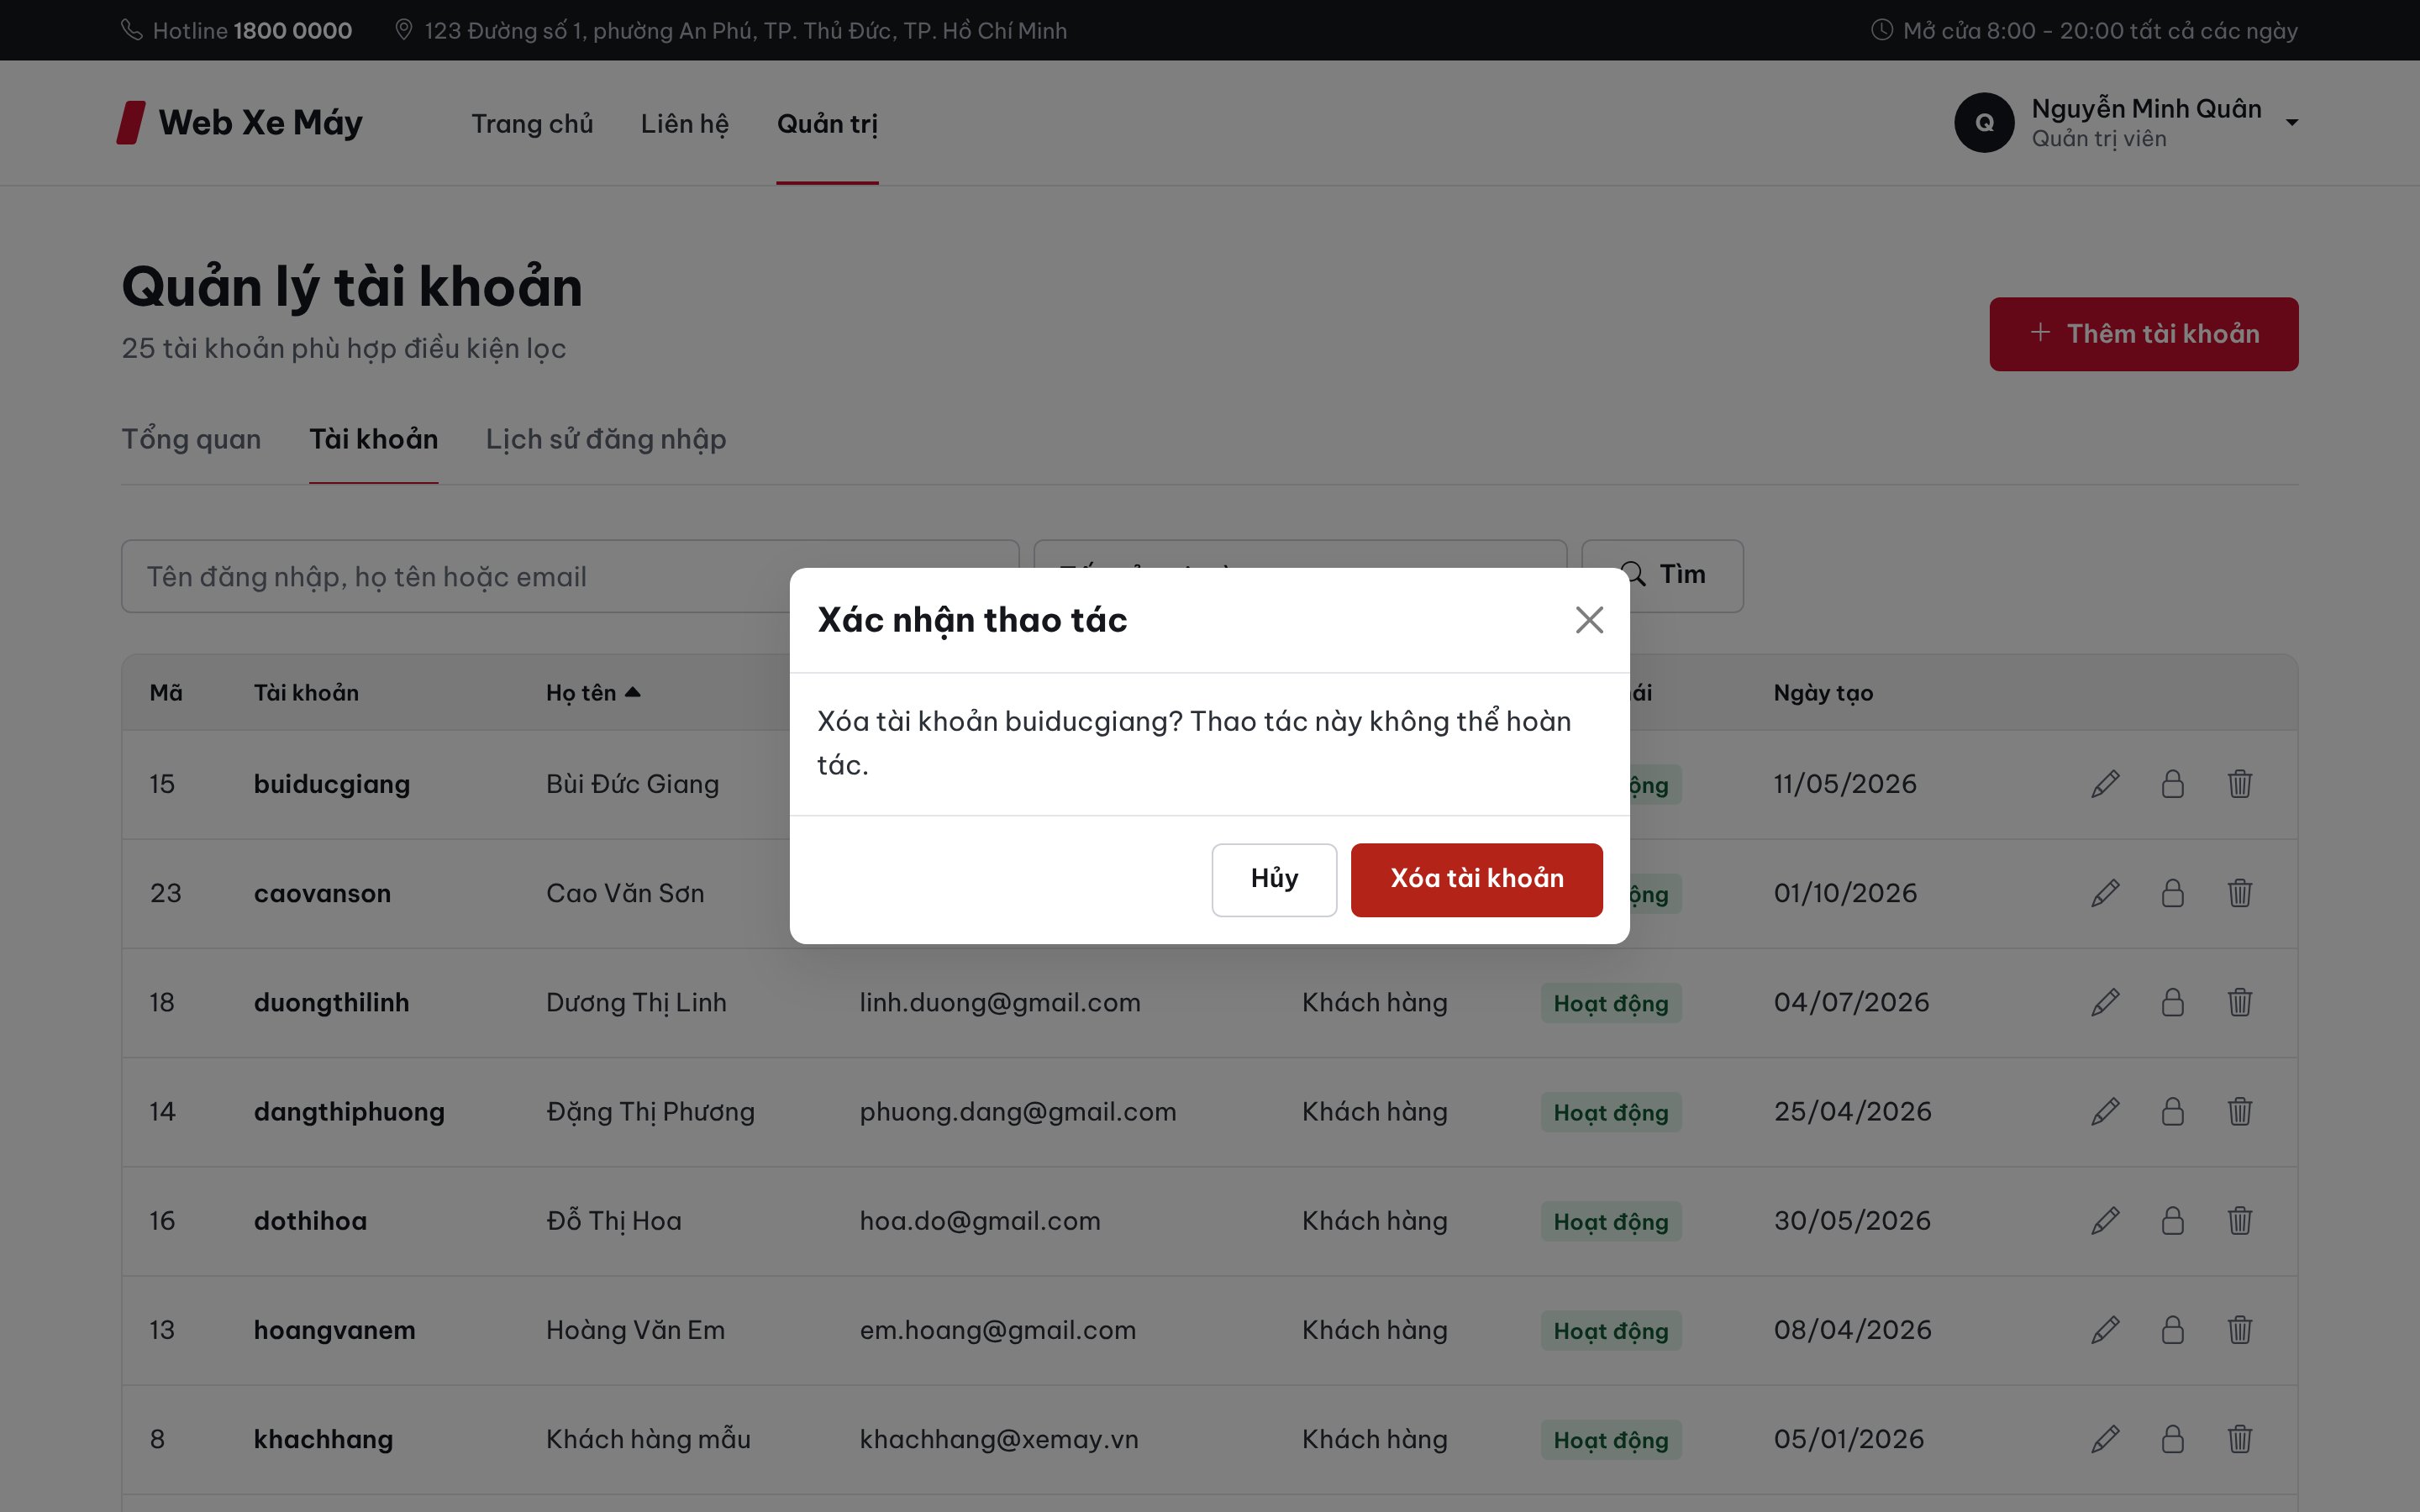 Hotline 1800 0000
123 Đường số 1, phường An Phú, TP. Thủ Đức, TP. Hồ Chí Minh
Mở cửa 8:00 - 20:00 tất cả các ngày
Web Xe Máy
Trang chủ
Liên hệ
Quản trị
Q
Nguyễn Minh Quân
Quản trị viên
Quản lý tài khoản
25 tài khoản phù hợp điều kiện lọc
Thêm tài khoản
Tổng quan
Tài khoản
Lịch sử đăng nhập
Tên đăng nhập, họ tên hoặc email
Tìm
Xác nhận thao tác
Xóa tài khoản buiducgiang? Thao tác này không thể hoàn
tác.
Hủy
Xóa tài khoản
Mã Tài khoản Họ tên Ngày tạo
15 buiducgiang Bùi Đức Giang 11/05/2026
23 caovanson Cao Văn Sơn 01/10/2026
18 duongthilinh Dương Thị Linh linh.duong@gmail.com Khách hàng Hoạt động 04/07/2026
14 dangthiphuong Đặng Thị Phương phuong.dang@gmail.com Khách hàng Hoạt động 25/04/2026
16 dothihoa Đỗ Thị Hoa hoa.do@gmail.com Khách hàng Hoạt động 30/05/2026
13 hoangvanem Hoàng Văn Em em.hoang@gmail.com Khách hàng Hoạt động 08/04/2026
8 khachhang Khách hàng mẫu khachhang@xemay.vn Khách hàng Hoạt động 05/01/2026